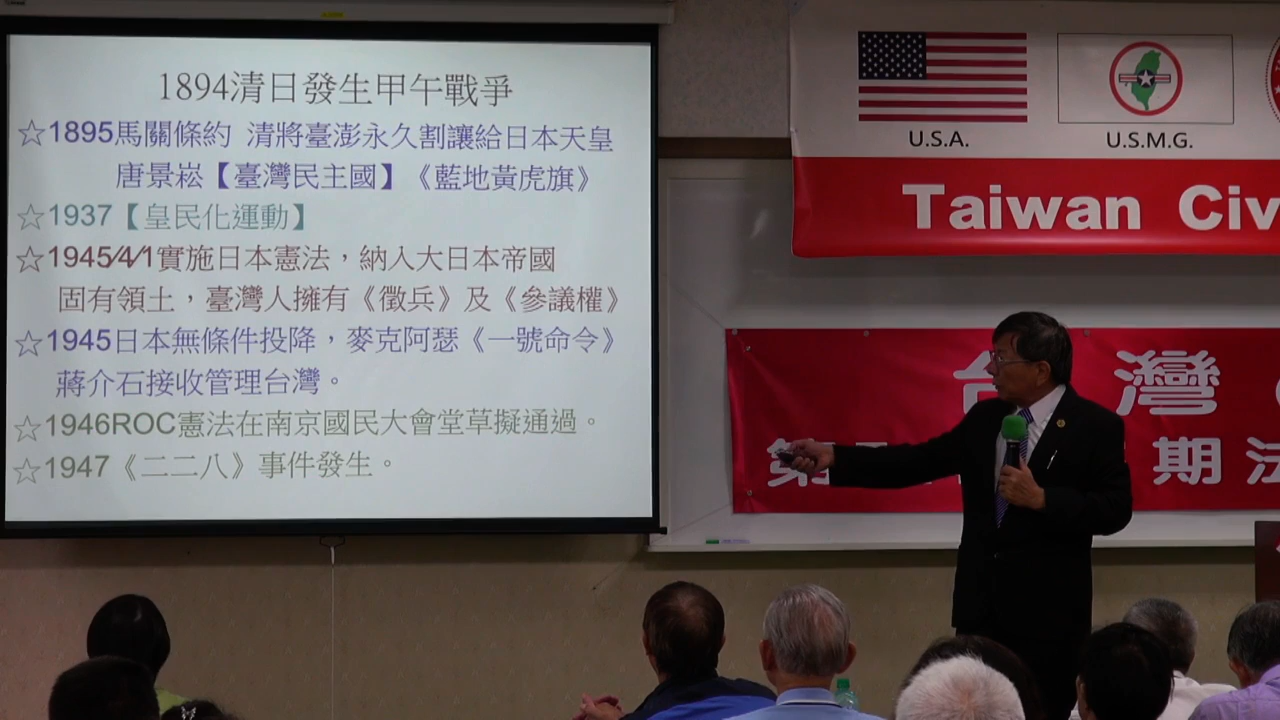 1894清日發生甲午戰爭
☆1895馬關條約 清將臺澎永久割讓給日本天皇
唐景崧【臺灣民主國】《藍地黃虎旗》
☆1937【皇民化運動】
☆1945/4/1實施日本憲法，納入大日本帝國
固有領土，臺灣人擁有《徵兵》及《參議權》
☆1945日本無條件投降，麥克阿瑟《一號命令》
蔣介石接收管理台灣。
☆1946ROC憲法在南京國民大會堂草擬通過。
☆1947《二二八》事件發生。
U.S.A.
U.S.M.G.
Taiwan Civ
台灣
第
期法